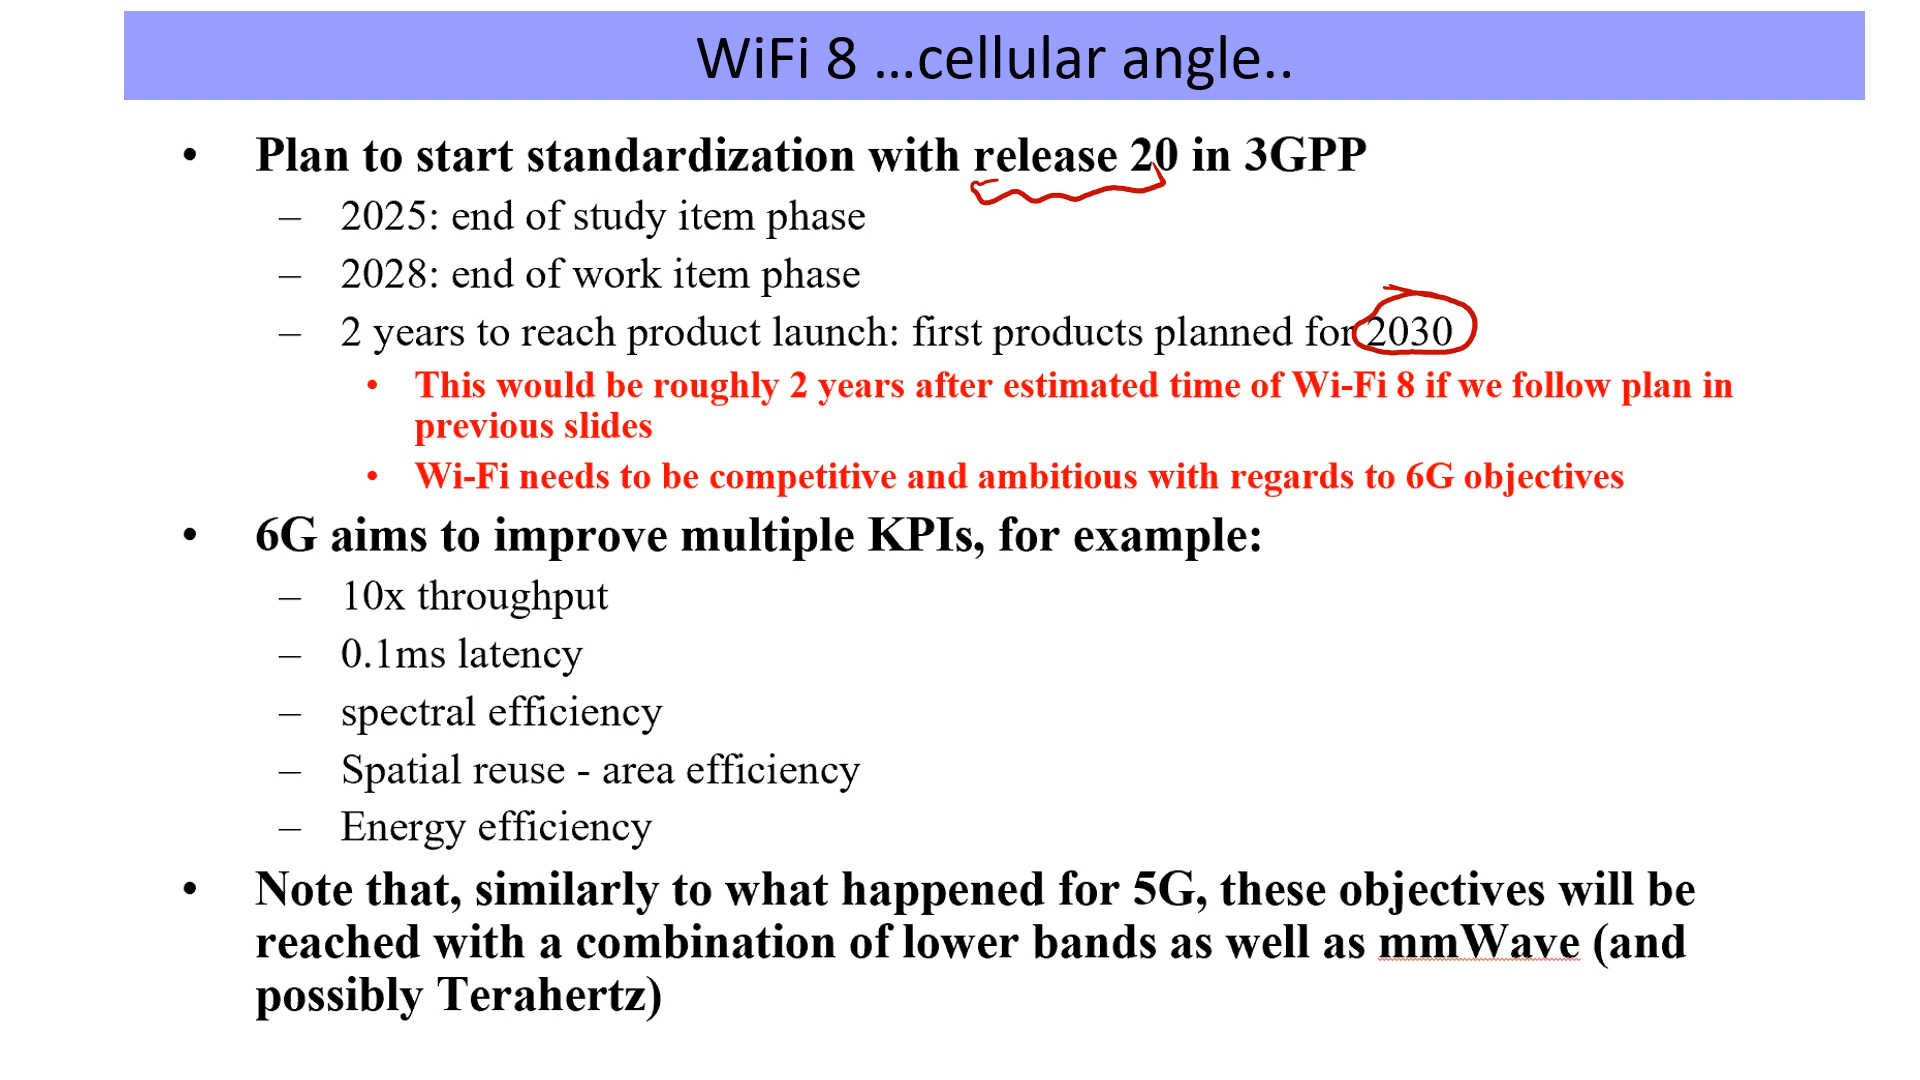 WiFi 8 …cellular angle..
• Plan to start standardization with release 20 in 3GPP
– 2025: end of study item phase
– 2028: end of work item phase
– 2 years to reach product launch: first products planned for 2030
• This would be roughly 2 years after estimated time of Wi-Fi 8 if we follow plan in
previous slides
• Wi-Fi needs to be competitive and ambitious with regards to 6G objectives
• 6G aims to improve multiple KPIs, for example:
– 10x throughput
– 0.1ms latency
– spectral efficiency
– Spatial reuse - area efficiency
– Energy efficiency
• Note that, similarly to what happened for 5G, these objectives will be
reached with a combination of lower bands as well as mmWave (and
possibly Terahertz)